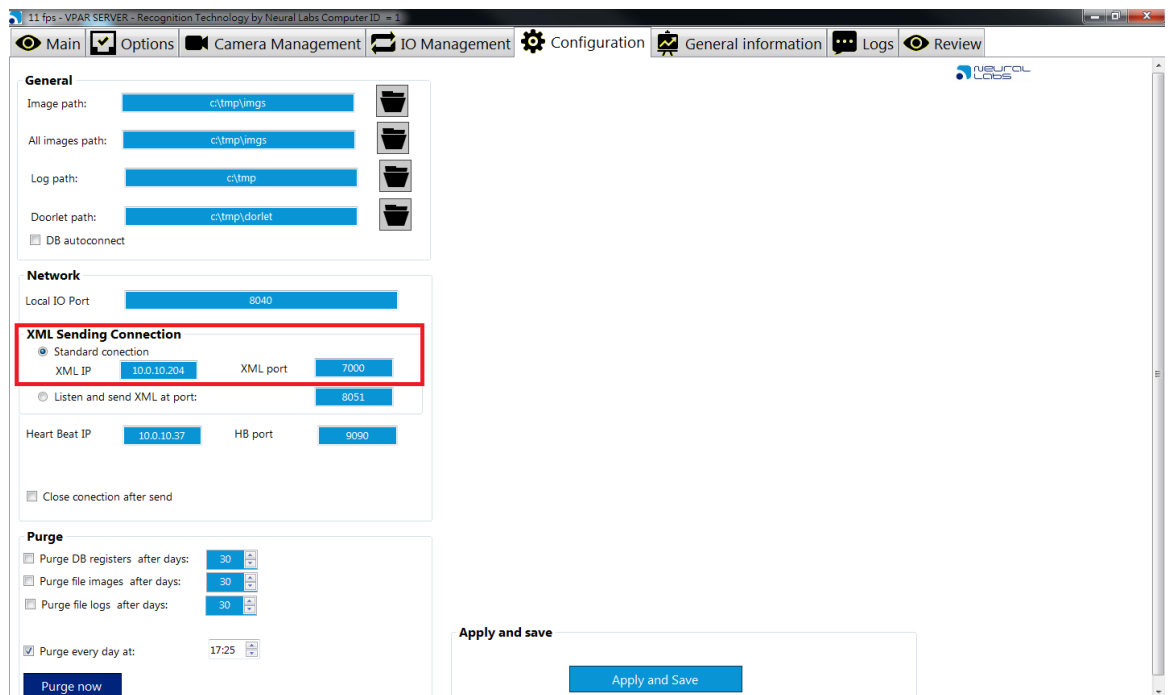 11 fps - VPAR SERVER - Recognition Technology by Neural Labs Computer ID = 1
Main Options Camera Management IO Management Configuration General information Logs Review
NEURAL
LABS
General
Image path: c:\tmp\imgs
All images path: c:\tmp\imgs
Log path: c:\tmp
Doorlet path: c:\tmp\dorlet
DB autoconnect
Network
Local IO Port 8040
XML Sending Connection
Standard conection
XML IP 10.0.10.204 XML port 7000
Listen and send XML at port: 8051
Heart Beat IP 10.0.10.37 HB port 9090
Close conection after send
Purge
Purge DB registers after days: 30
Purge file images after days: 30
Purge file logs after days: 30
Purge every day at: 17:25
Purge now
Apply and save
Apply and Save